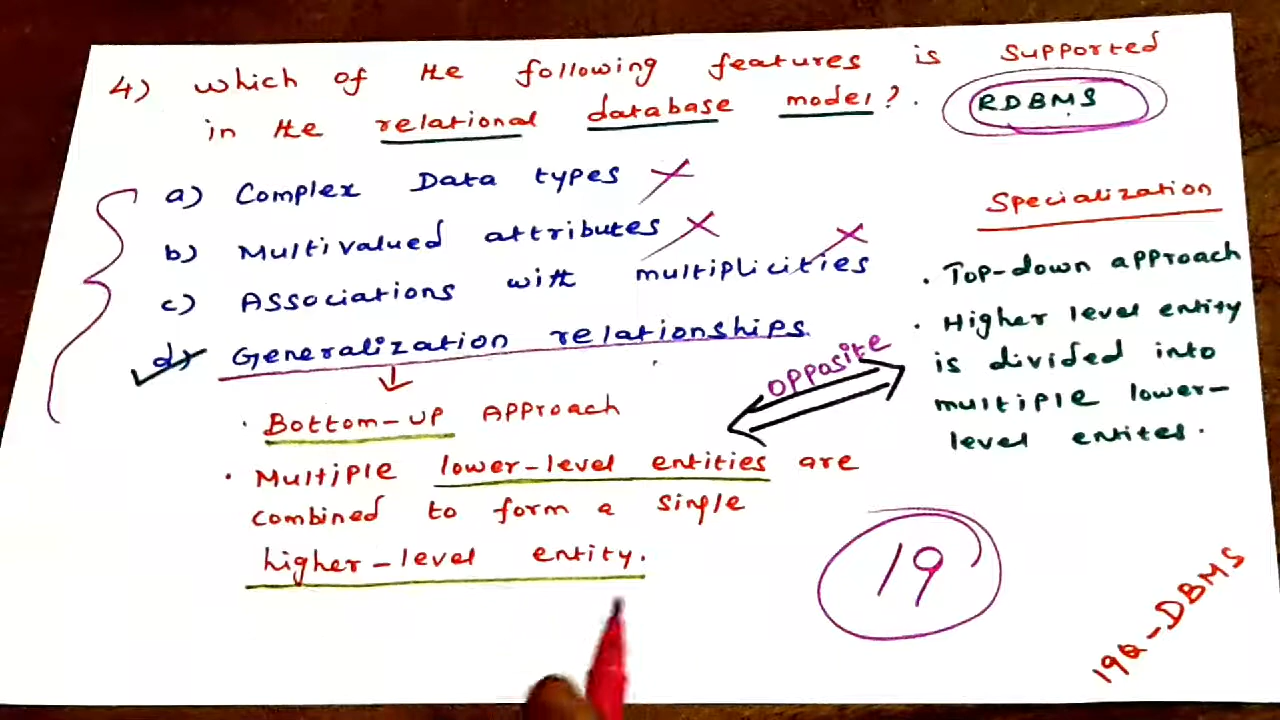 4) which of the following features is supported
in the relational database model?. RDBMS
a) Complex Data types
b) Multivalued attributes
c) Associations with multiplicities
d) Generalization relationships.
· Bottom-up Approach
· Multiple lower-level entities are
combined to form a single
higher-level entity.
opposite
Specialization
· Top-down approach
· Higher level entity
is divided into
multiple lower-
level entites.
19
19Q-DBMS